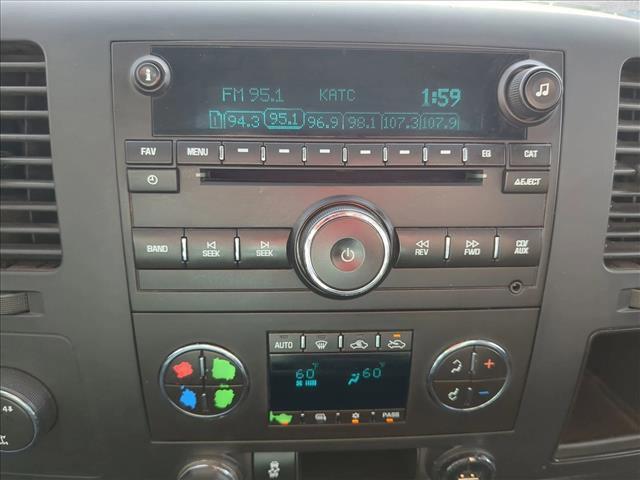 FM 95.1 KATC 1:59
1 94.3 95.1 96.9 98.1 107.3 107.9
FAV MENU EQ CAT
EJECT
BAND SEEK SEEK REV FWD CD/AUX
AUTO
60° 60°
PASS
4↑